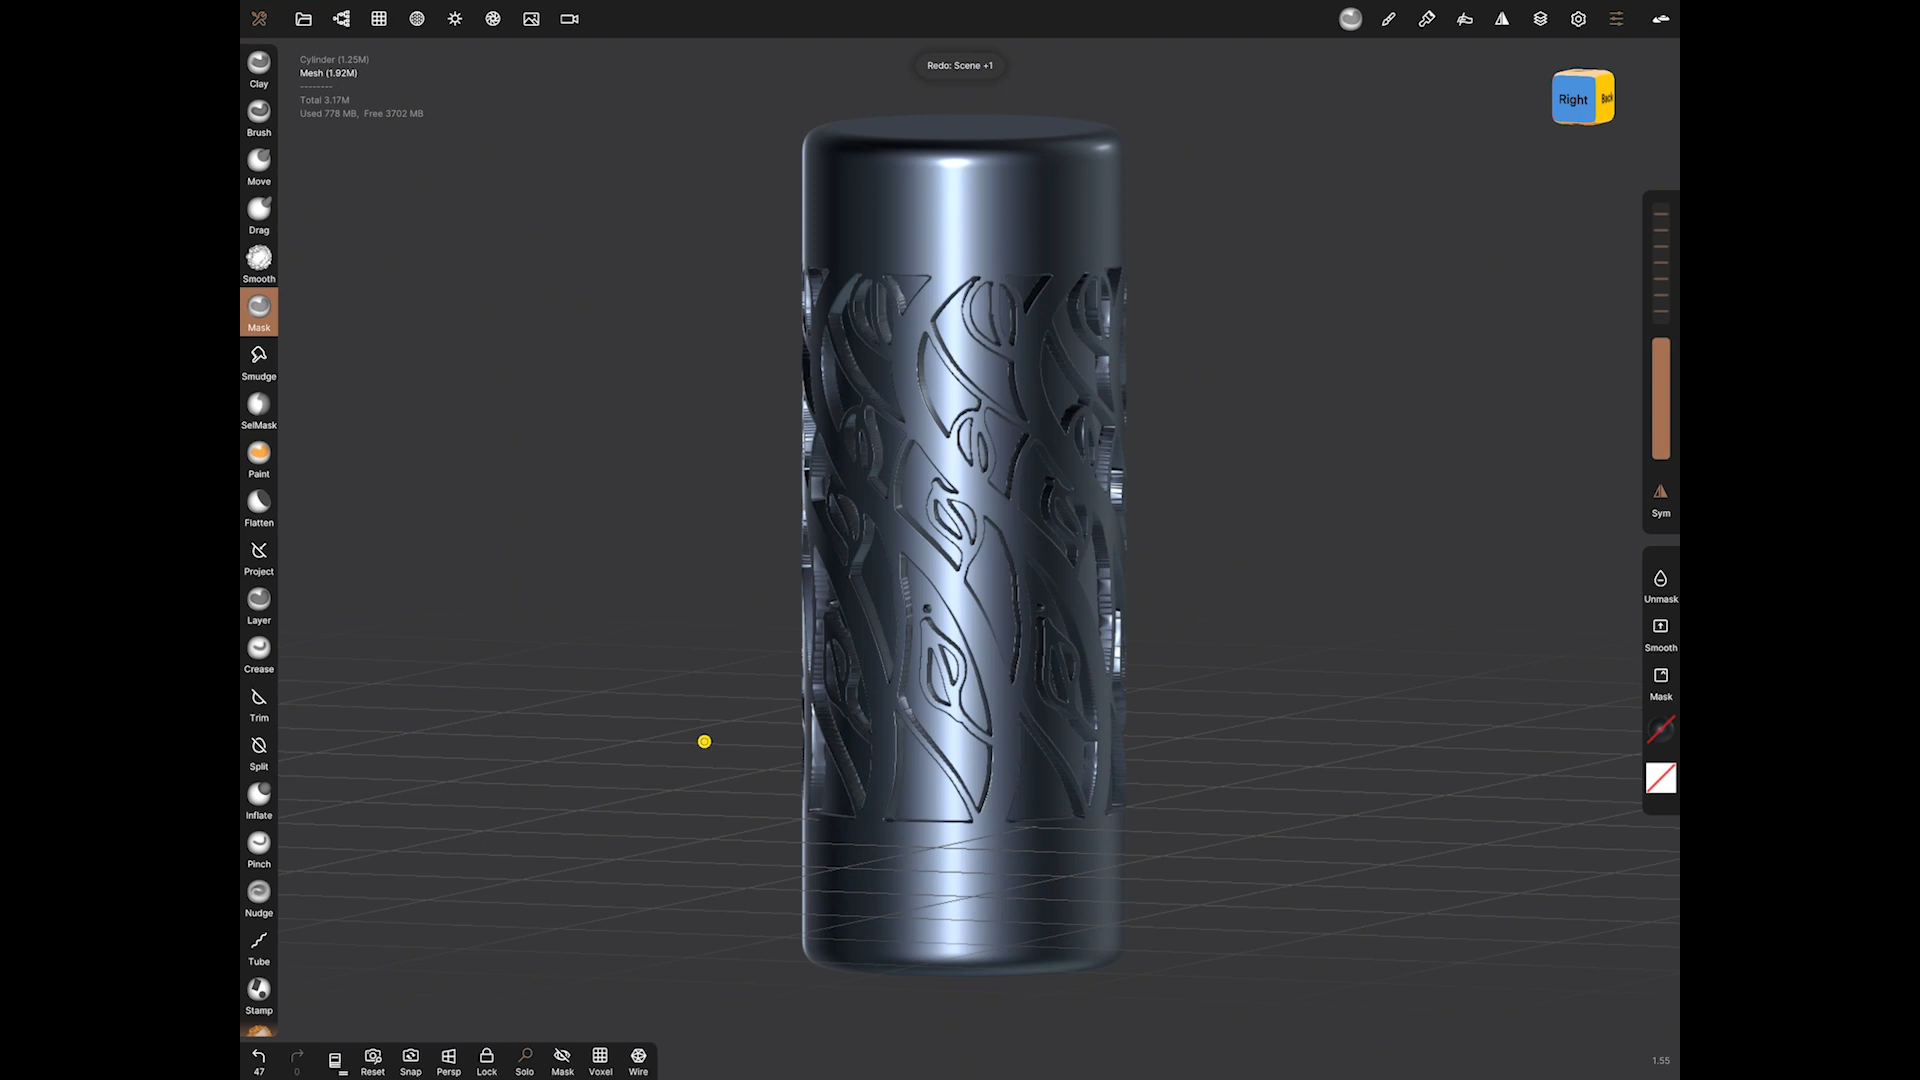 Cylinder (1.25M)
Mesh (1.92M)
--------
Total 3.17M
Used 778 MB, Free 3702 MB
Redo: Scene +1
Right
Back
Clay
Brush
Move
Drag
Smooth
Mask
Smudge
SelMask
Paint
Flatten
Project
Layer
Crease
Trim
Split
Inflate
Pinch
Nudge
Tube
Stamp
Sym
Unmask
Smooth
Mask
47
0
Reset
Snap
Persp
Lock
Solo
Mask
Voxel
Wire
1.55